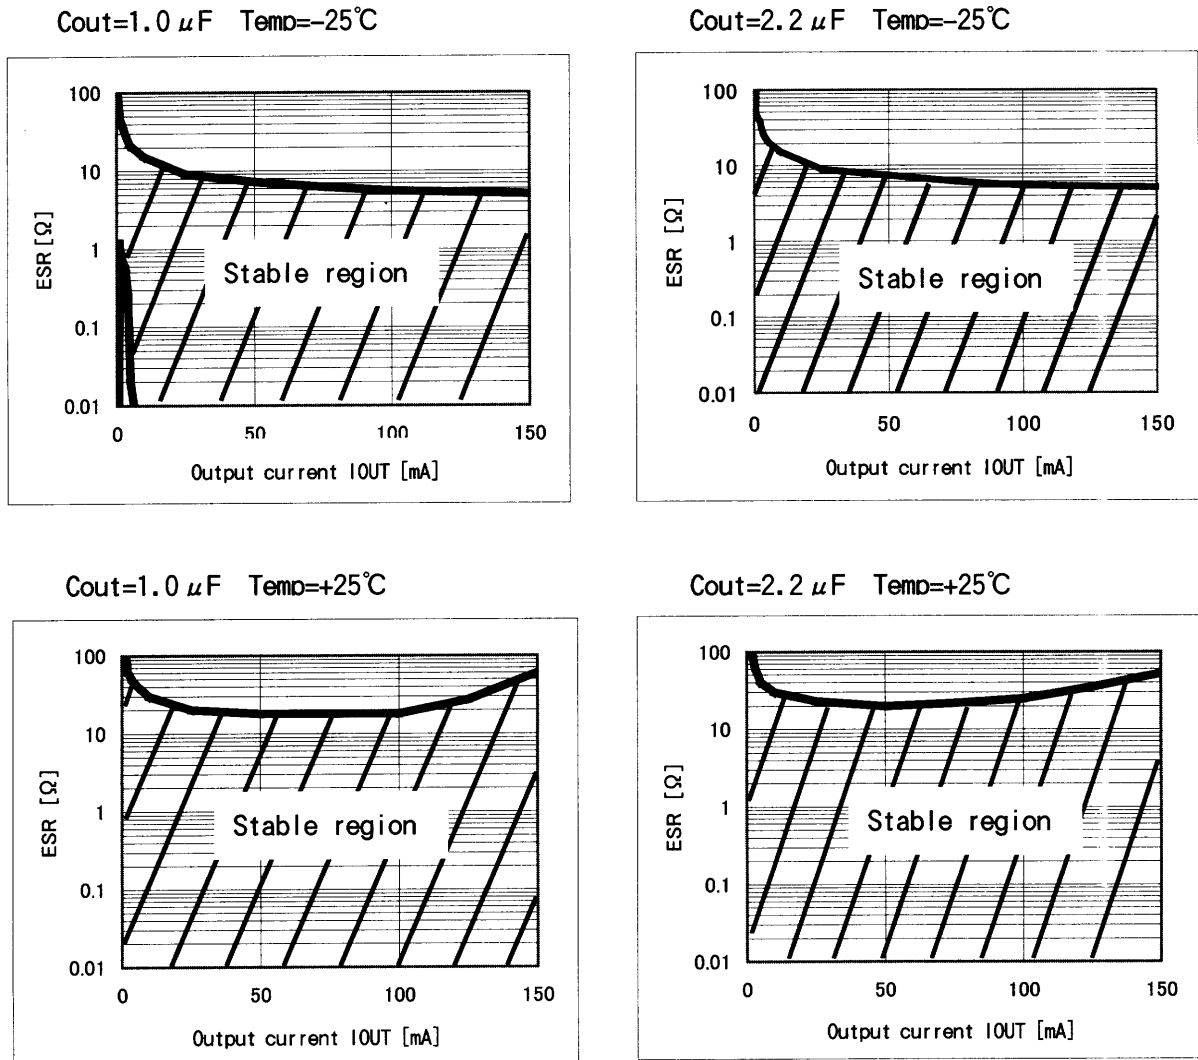 Cout=1.0 μF Temp=-25℃
100
10
1
0.1
0.01
ESR [Ω]
Stable region
0 50 100 150
Output current IOUT [mA]
Cout=2.2 μF Temp=-25℃
100
10
1
0.1
0.01
ESR [Ω]
Stable region
0 50 100 150
Output current IOUT [mA]
Cout=1.0 μF Temp=+25℃
100
10
1
0.1
0.01
ESR [Ω]
Stable region
0 50 100 150
Output current IOUT [mA]
Cout=2.2 μF Temp=+25℃
100
10
1
0.1
0.01
ESR [Ω]
Stable region
0 50 100 150
Output current IOUT [mA]